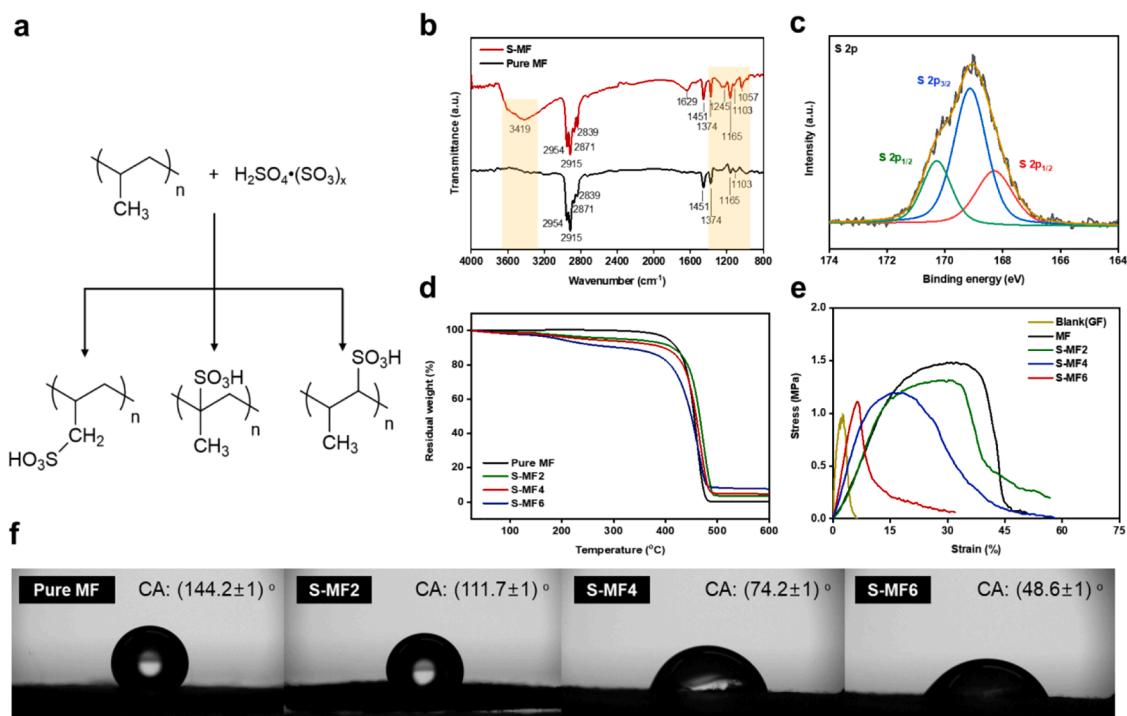 a
n
+ H2SO4•(SO3)x
CH3
SO3H
SO3H
n
n
n
CH2
HO3S
CH3
CH3
b
S-MF
Pure MF
3419
2954
2915
2871
2839
1629
1451
1374
1245
1165
1103
1057
2954
2915
2871
2839
1451
1374
1165
1103
Transmittance (a.u.)
4000 3600 3200 2800 2400 2000 1600 1200 800
Wavenumber (cm-1)
c
S 2p
S 2p3/2
S 2p1/2
S 2p1/2
Intensity (a.u.)
174 172 170 168 166 164
Binding energy (eV)
d
100
80
60
40
20
0
Residual weight (%)
Pure MF
S-MF2
S-MF4
S-MF6
100 200 300 400 500 600
Temperature (oC)
e
2.0
1.5
1.0
0.5
0.0
Stress (MPa)
Blank(GF)
MF
S-MF2
S-MF4
S-MF6
0 15 30 45 60 75
Strain (%)
f
Pure MF CA: (144.2±1) o
S-MF2 CA: (111.7±1) o
S-MF4 CA: (74.2±1) o
S-MF6 CA: (48.6±1) o